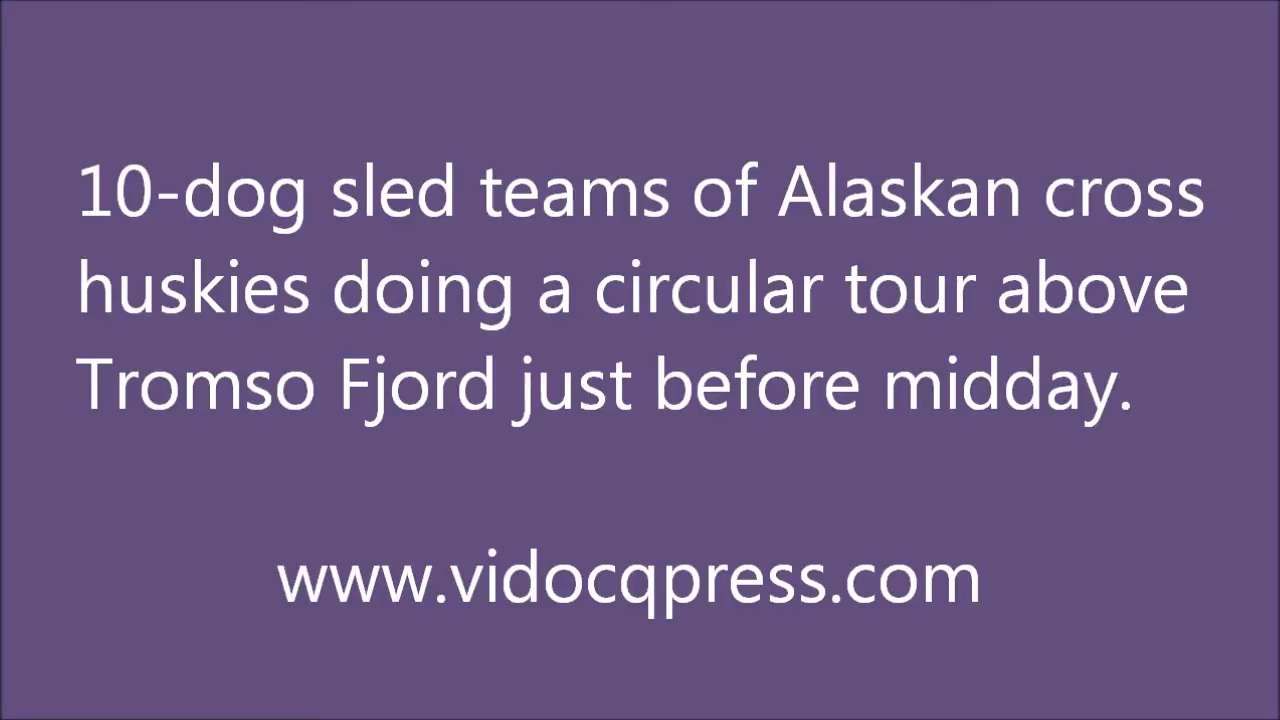 10-dog sled teams of Alaskan cross
huskies doing a circular tour above
Tromso Fjord just before midday.
www.vidocqpress.com